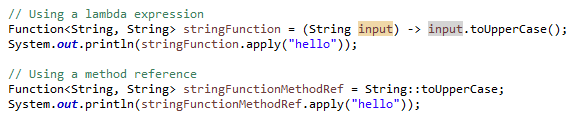 // Using a lambda expression
Function<String, String> stringFunction = (String input) -> input.toUpperCase();
System.out.println(stringFunction.apply("hello"));
// Using a method reference
Function<String, String> stringFunctionMethodRef = String::toUpperCase;
System.out.println(stringFunctionMethodRef.apply("hello"));